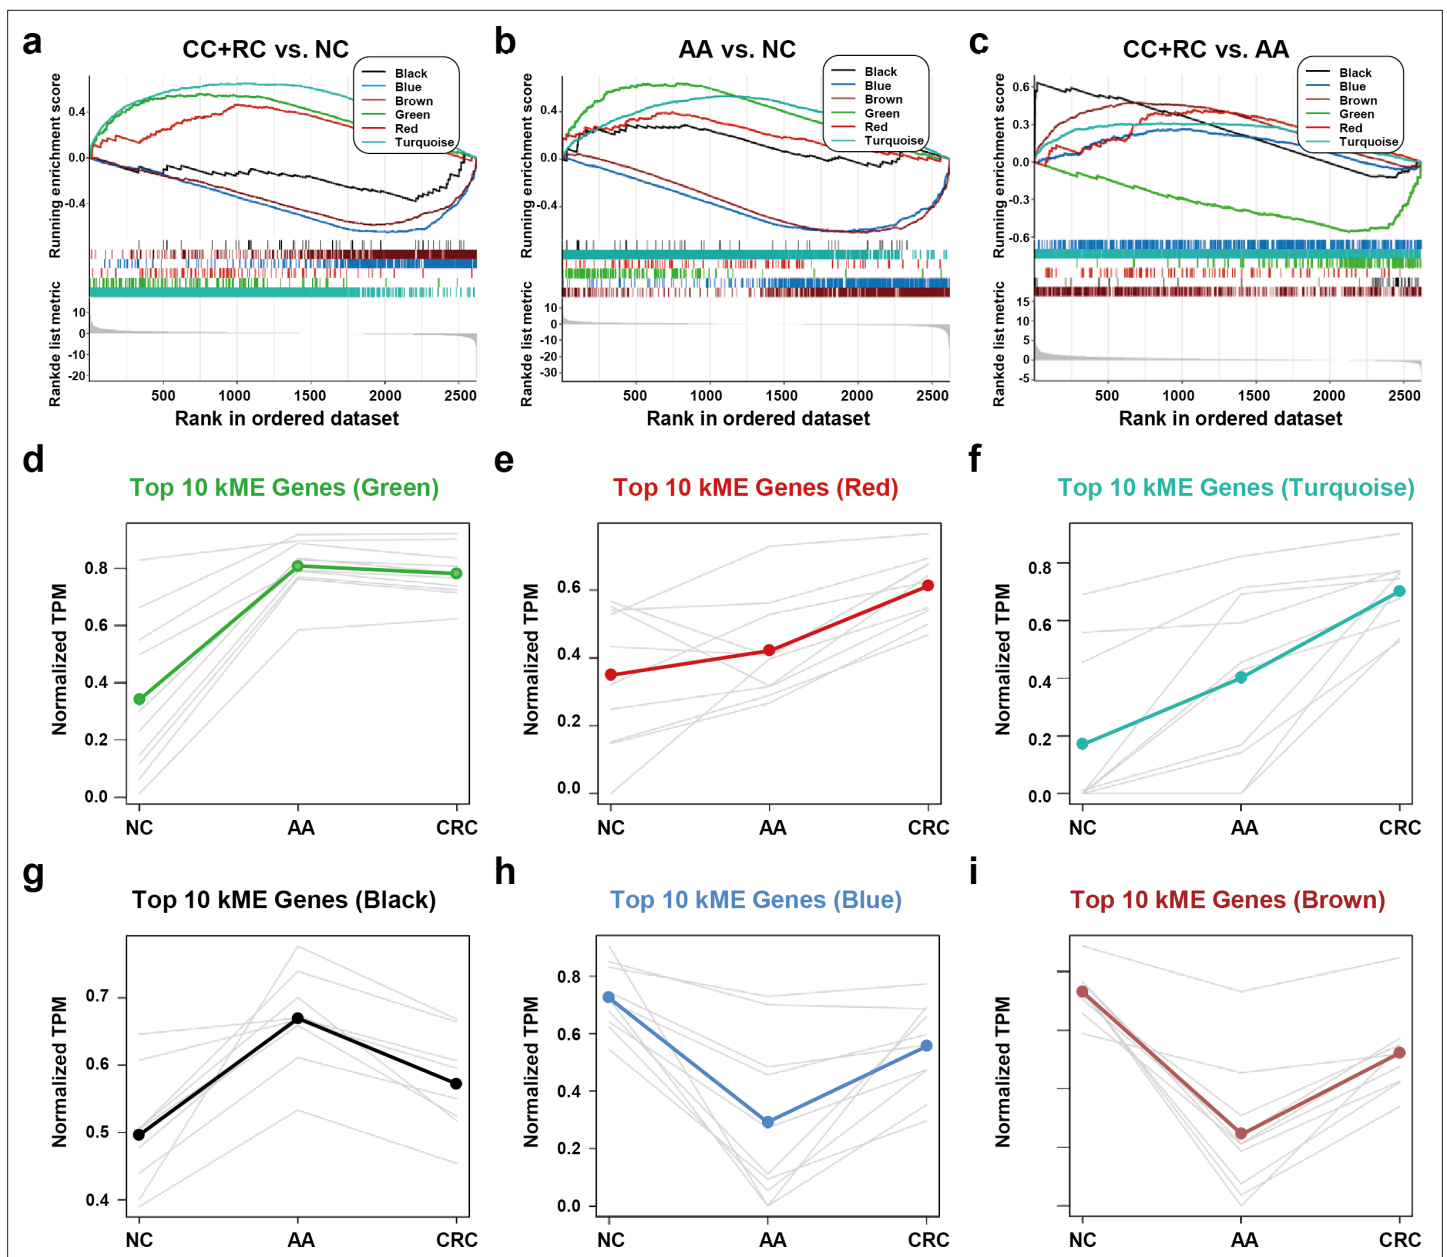 a
CC+RC vs. NC
Running enrichment score
0.4
0.0
-0.4
Black
Blue
Brown
Green
Red
Turquoise
Rankde list metric
10
0
-10
-20
500 1000 1500 2000 2500
Rank in ordered dataset
b
AA vs. NC
Running enrichment score
0.4
0.0
-0.4
Black
Blue
Brown
Green
Red
Turquoise
Rankde list metric
10
0
-10
-20
-30
500 1000 1500 2000 2500
Rank in ordered dataset
c
CC+RC vs. AA
Running enrichment score
0.6
0.3
0.0
-0.3
-0.6
Black
Blue
Brown
Green
Red
Turquoise
Rankde list metric
15
10
5
0
-5
500 1000 1500 2000 2500
Rank in ordered dataset
d
Top 10 kME Genes (Green)
Normalized TPM
0.8
0.6
0.4
0.2
0.0
NC AA CRC
e
Top 10 kME Genes (Red)
Normalized TPM
0.6
0.4
0.2
0.0
NC AA CRC
f
Top 10 kME Genes (Turquoise)
Normalized TPM
0.8
0.6
0.4
0.2
0.0
NC AA CRC
g
Top 10 kME Genes (Black)
Normalized TPM
0.7
0.6
0.5
0.4
NC AA CRC
h
Top 10 kME Genes (Blue)
Normalized TPM
0.8
0.6
0.4
0.2
0.0
NC AA CRC
i
Top 10 kME Genes (Brown)
Normalized TPM
NC AA CRC